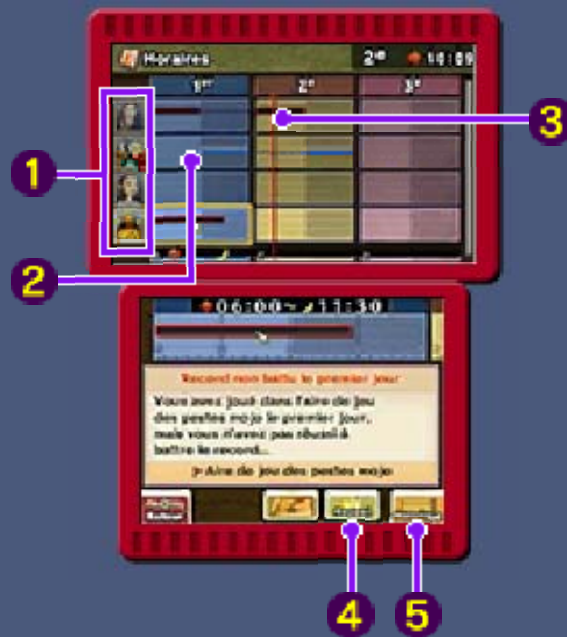 Horaires
2e 10:09
1er 2e 3e
1
2
3
06:00~11:30
Record non battu le premier jour
Vous avez joué dans l'aire de jeu
des pestes mojo le premier jour,
mais vous n'avez pas réussi à
battre le record...
Aire de jeu des pestes mojo
4
5